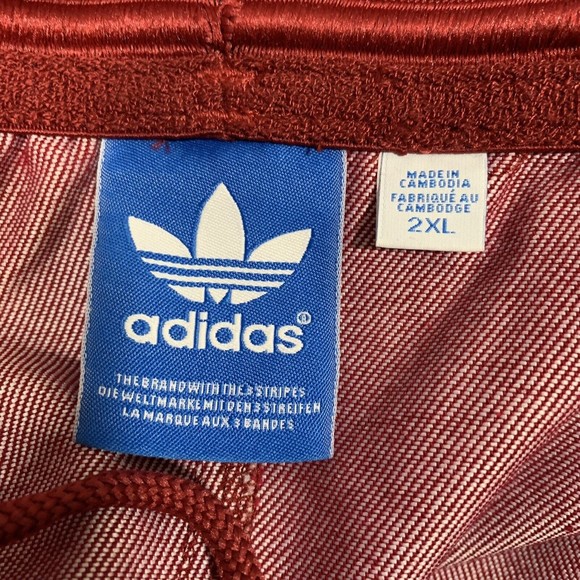 adidas®
THE BRAND WITH THE 3 STRIPES
DIE WELTMARKE MIT DEN 3 STREIFEN
LA MARQUE AUX 3 BANDES
MADE IN
CAMBODIA
FABRIQUÉ AU
CAMBODGE
2XL